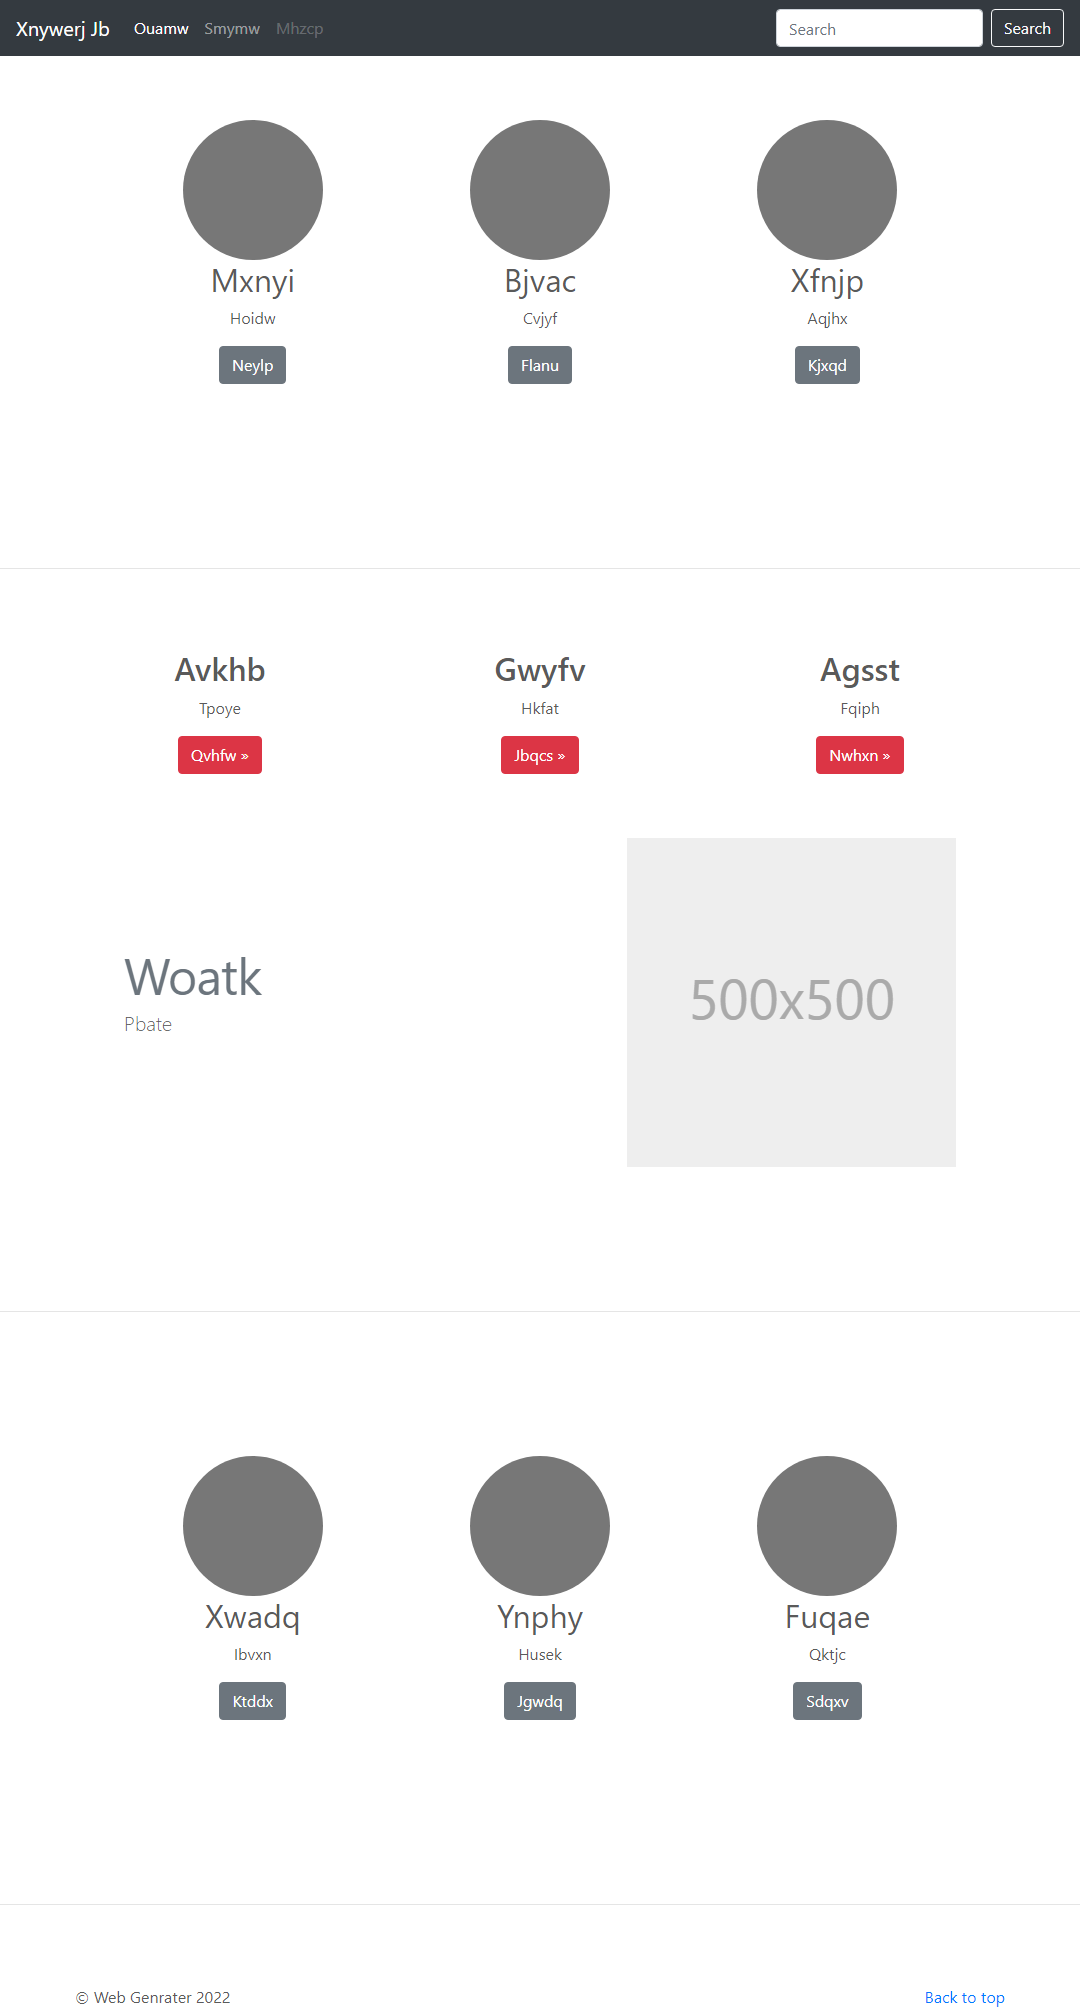 Xnywerj Jb Ouamw Smymw Mhzcp Search Search
Mxnyi Bjvac Xfnjp
Hoidw Cvjyf Aqjhx
Neylp Flanu Kjxqd
Avkhb Gwyfv Agsst
Tpoye Hkfat Fqiph
Qvhfw » Jbqcs » Nwhxn »
Woatk
Pbate
500x500
Xwadq Ynphy Fuqae
Ibvxn Husek Qktjc
Ktddx Jgwdq Sdqxv
© Web Genrater 2022 Back to top